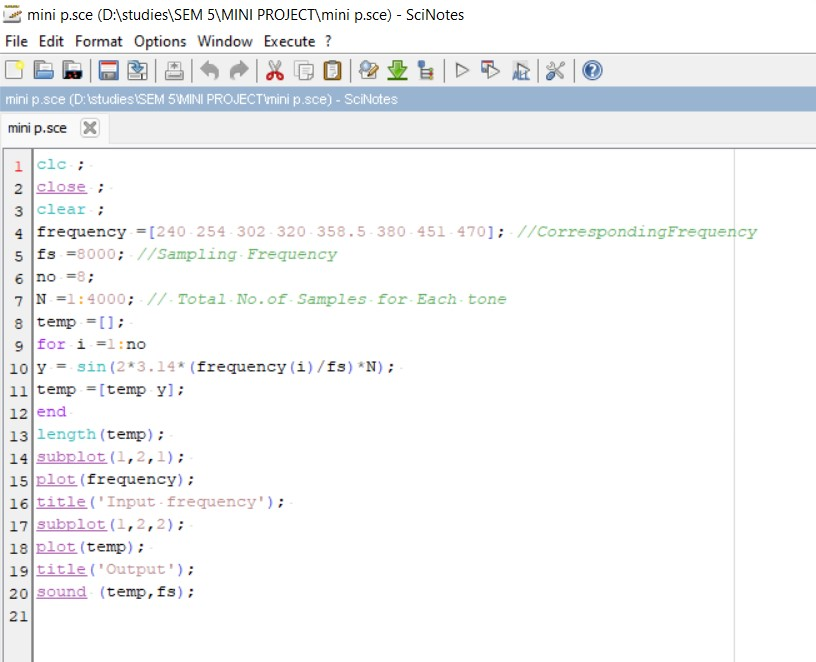 mini p.sce (D:\studies\SEM 5\MINI PROJECT\mini p.sce) - SciNotes
File Edit Format Options Window Execute ?
mini p.sce (D:\studies\SEM 5\MINI PROJECT\mini p.sce) - SciNotes
mini p.sce
1 clc ;
2 close ;
3 clear ;
4 frequency =[240 254 302 320 358.5 380 451 470]; //CorrespondingFrequency
5 fs =8000; //Sampling Frequency
6 no =8;
7 N =1:4000; // Total No.of Samples for Each tone
8 temp =[];
9 for i =1:no
10 y = sin(2*3.14*(frequency(i)/fs)*N);
11 temp =[temp y];
12 end
13 length(temp);
14 subplot(1,2,1);
15 plot(frequency);
16 title('Input frequency');
17 subplot(1,2,2);
18 plot(temp);
19 title('Output');
20 sound (temp,fs);
21